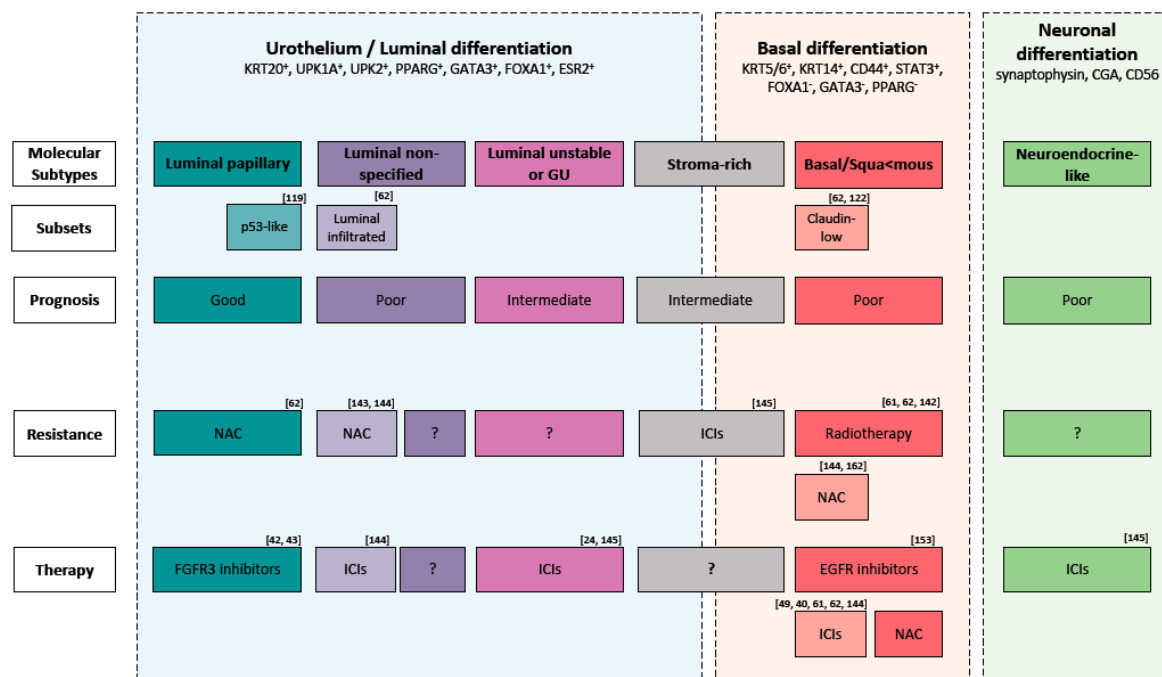 Urothelium / Luminal differentiation
KRT20⁺, UPK1A⁺, UPK2⁺, PPARG⁺, GATA3⁺, FOXA1⁺, ESR2⁺
Basal differentiation
KRT5/6⁺, KRT14⁺, CD44⁺, STAT3⁺,
FOXA1⁻, GATA3⁻, PPARG⁻
Neuronal
differentiation
synaptophysin, CGA, CD56
Molecular
Subtypes
Luminal papillary
Luminal non-
specified
Luminal unstable
or GU
Stroma-rich
Basal/Squa<mous
Neuroendocrine-
like
Subsets
[119]
p53-like
[62]
Luminal
infiltrated
[62, 122]
Claudin-
low
Prognosis
Good
Poor
Intermediate
Intermediate
Poor
Poor
Resistance
[62]
NAC
[143, 144]
NAC
?
?
[145]
ICIs
[61, 62, 142]
Radiotherapy
?
[144, 162]
NAC
Therapy
[42, 43]
FGFR3 inhibitors
[144]
ICIs
?
[24, 145]
ICIs
?
[153]
EGFR inhibitors
[145]
ICIs
[49, 40, 61, 62, 144]
ICIs
NAC